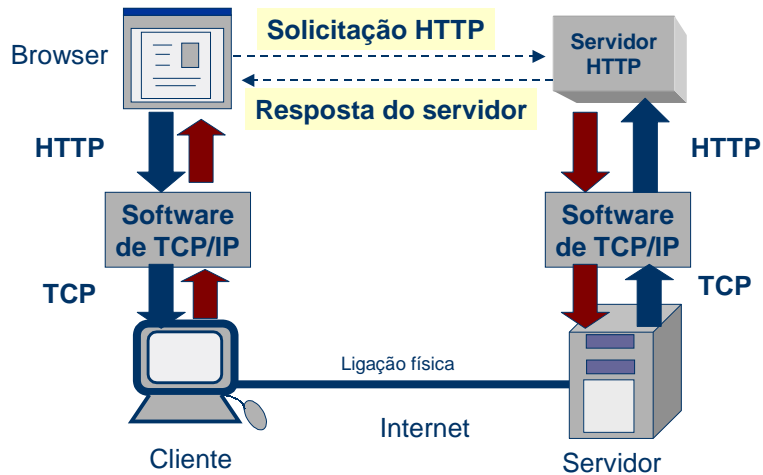 Solicitação HTTP
Browser
Servidor
HTTP
Resposta do servidor
HTTP
HTTP
Software
de TCP/IP
Software
de TCP/IP
TCP
TCP
Ligação física
Internet
Cliente
Servidor